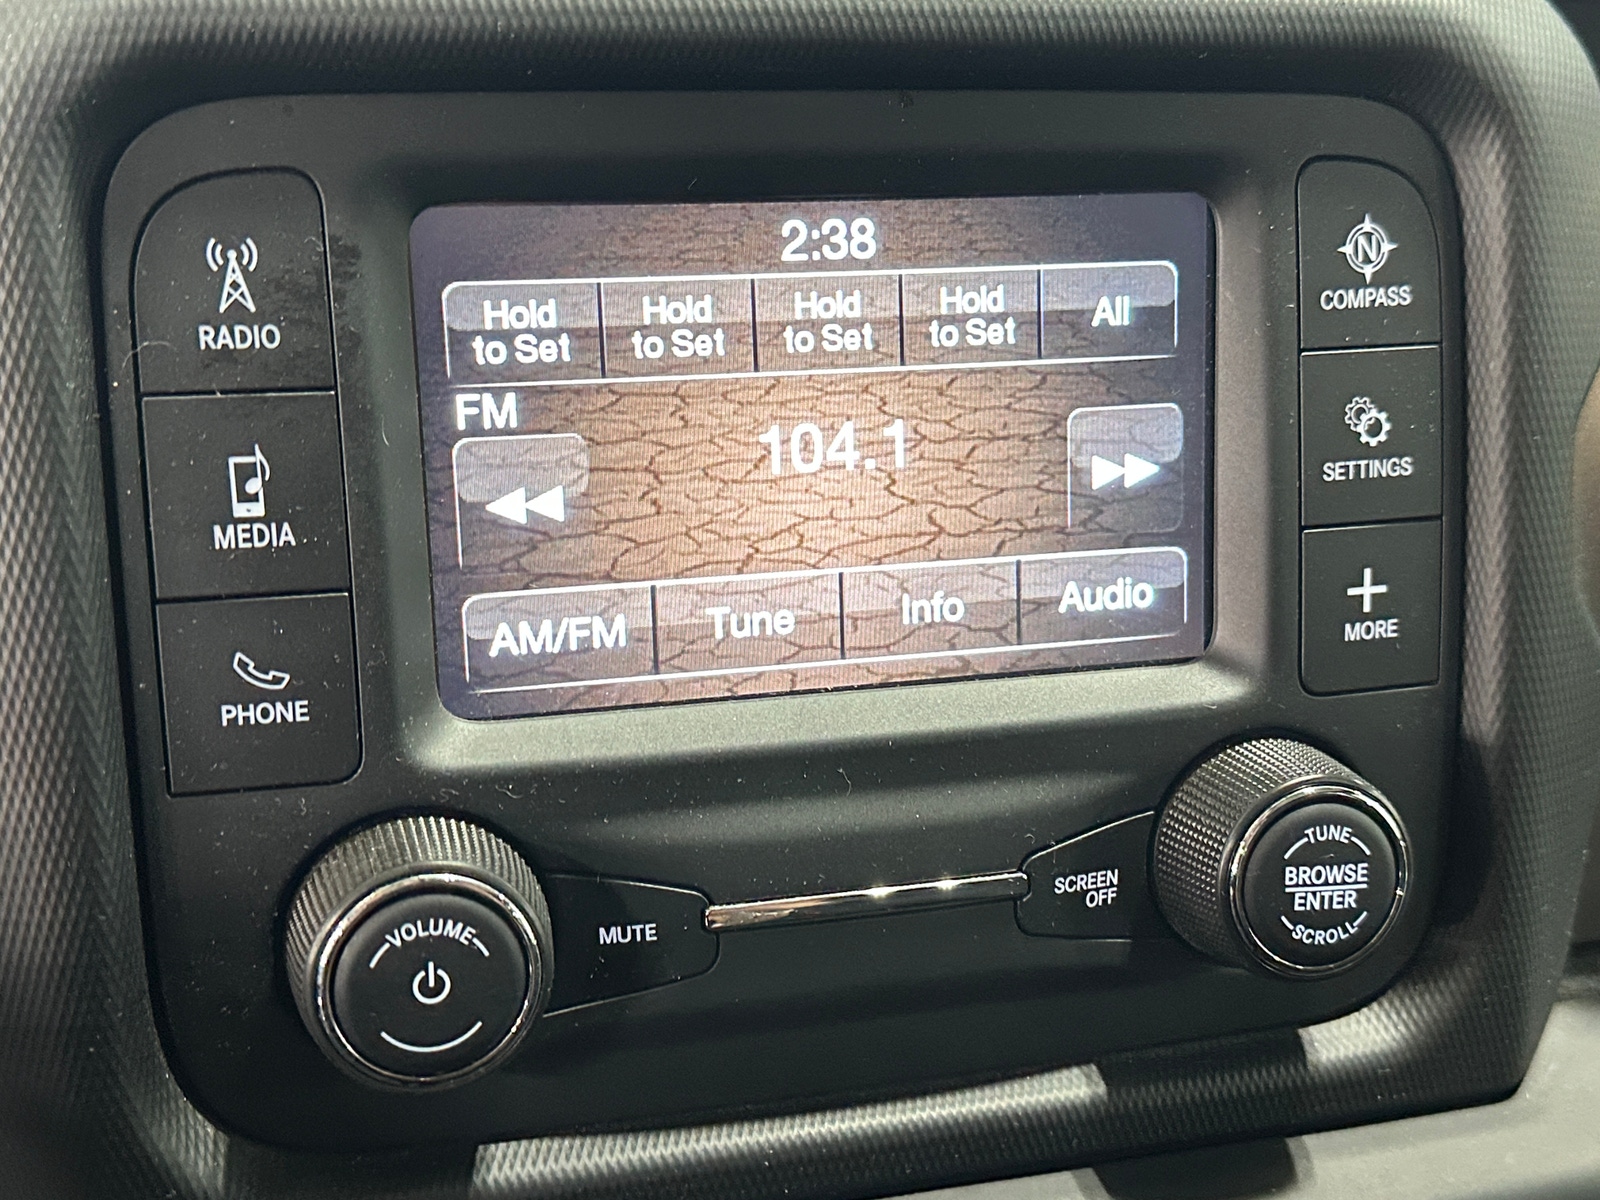 2:38
Hold
to Set
Hold
to Set
Hold
to Set
Hold
to Set
All
FM
104.1
AM/FM
Tune
Info
Audio
RADIO
MEDIA
PHONE
N
COMPASS
SETTINGS
MORE
VOLUME
MUTE
SCREEN
OFF
TUNE
BROWSE
ENTER
SCROLL